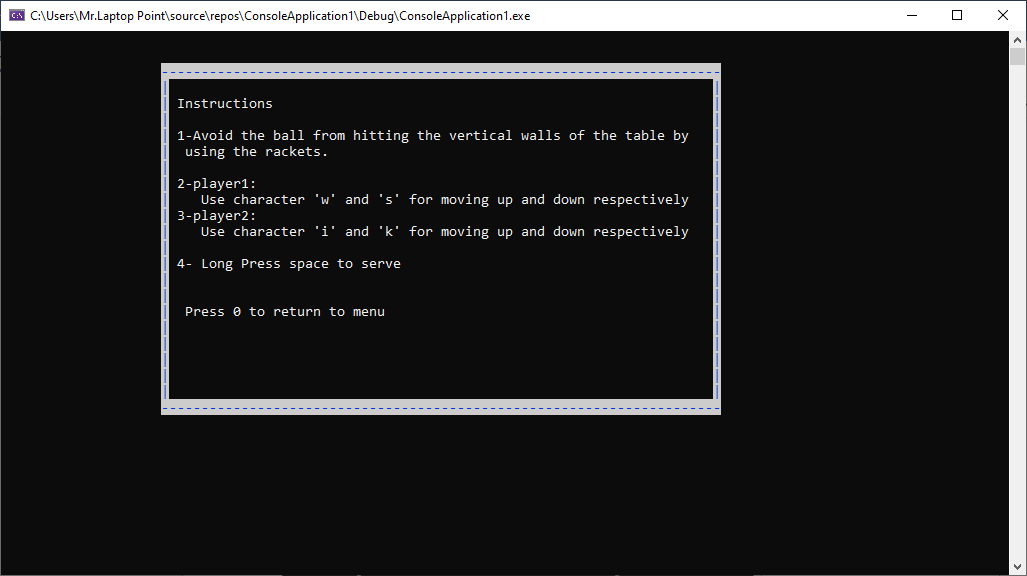 C:\Users\Mr.Laptop Point\source\repos\ConsoleApplication1\Debug\ConsoleApplication1.exe
Instructions
1-Avoid the ball from hitting the vertical walls of the table by
using the rackets.
2-player1:
Use character 'w' and 's' for moving up and down respectively
3-player2:
Use character 'i' and 'k' for moving up and down respectively
4- Long Press space to serve
Press 0 to return to menu